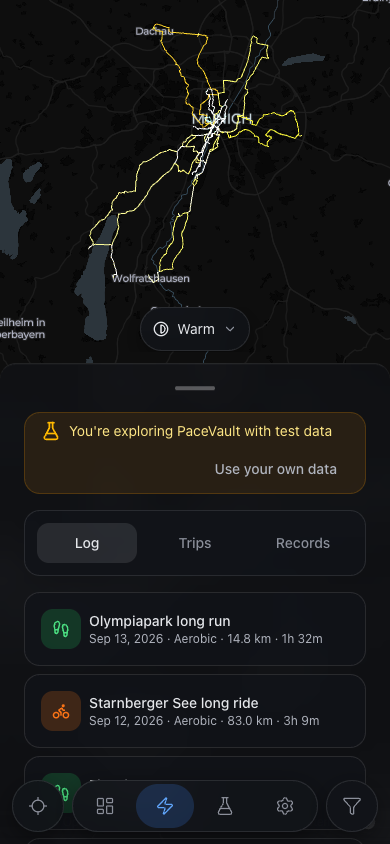 Dachau
MUNICH
Wolfratshausen
eilheim in
erbayern
Warm
You're exploring PaceVault with test data
Use your own data
Log
Trips
Records
Olympiapark long run
Sep 13, 2026 · Aerobic · 14.8 km · 1h 32m
Starnberger See long ride
Sep 12, 2026 · Aerobic · 83.0 km · 3h 9m